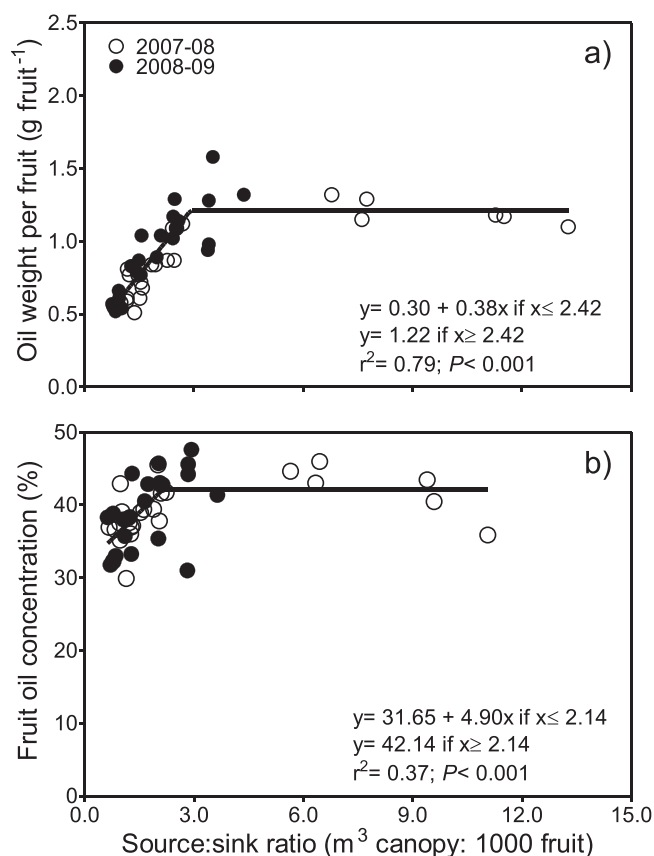 2.5
2.0
1.5
1.0
0.5
0.0
Oil weight per fruit (g fruit⁻¹)
2007-08
2008-09
a)
y= 0.30 + 0.38x if x≤ 2.42
y= 1.22 if x≥ 2.42
r²= 0.79; P< 0.001
50
40
30
20
10
0
Fruit oil concentration (%)
b)
y= 31.65 + 4.90x if x≤ 2.14
y= 42.14 if x≥ 2.14
r²= 0.37; P< 0.001
0.0 3.0 6.0 9.0 12.0 15.0
Source:sink ratio (m³ canopy: 1000 fruit)